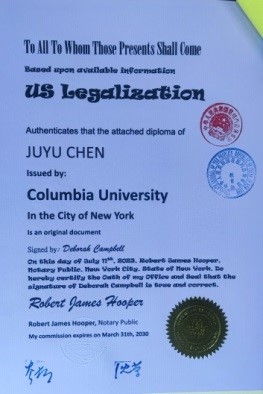 To All To Whom Those Presents Shall Come
Based upon available information
US Legalization
Authenticates that the attached diploma of
JUYU CHEN
Issued by:
Columbia University
In the City of New York
Is an original document
Signed by: Deborah Campbell
On this day of July 11th, 2023, Robert James Hooper,
Notary Public, New York City, State of New York, Do
hereby certify the Oath of my Office and Seal that the
signature of Deborah Campbell is true and correct.
Robert James Hooper
Robert James Hooper, Notary Public
My commission expires on March 31th, 2030